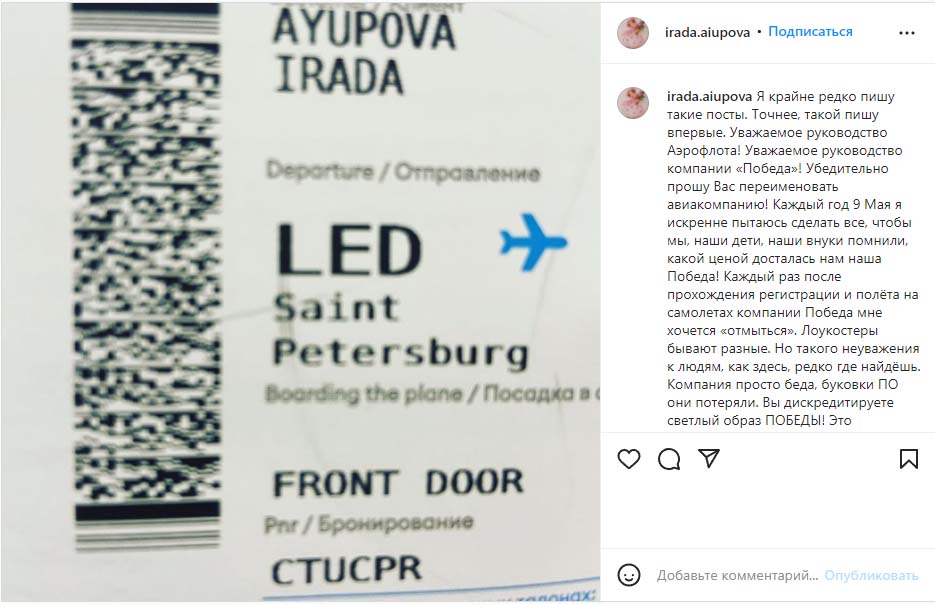 AYUPOVA
IRADA
Departure / Отправление
LED
Saint
Petersburg
Boarding the plane / Посадка в
FRONT DOOR
Pnr / Бронирование
CTUCPR
irada.aiupova • Подписаться
irada.aiupova Я крайне редко пишу
такие посты. Точнее, такой пишу
впервые. Уважаемое руководство
Аэрофлота! Уважаемое руководство
компании «Победа»! Убедительно
прошу Вас переименовать
авиакомпанию! Каждый год 9 Мая я
искренне пытаюсь сделать все, чтобы
мы, наши дети, наши внуки помнили,
какой ценой досталась нам наша
Победа! Каждый раз после
прохождения регистрации и полёта на
самолетах компании Победа мне
хочется «отмыться». Лоукостеры
бывают разные. Но такого неуважения
к людям, как здесь, редко где найдёшь.
Компания просто беда, буковки ПО
они потеряли. Вы дискредитируете
светлый образ ПОБЕДЫ! Это
Добавьте комментарий... Опубликовать